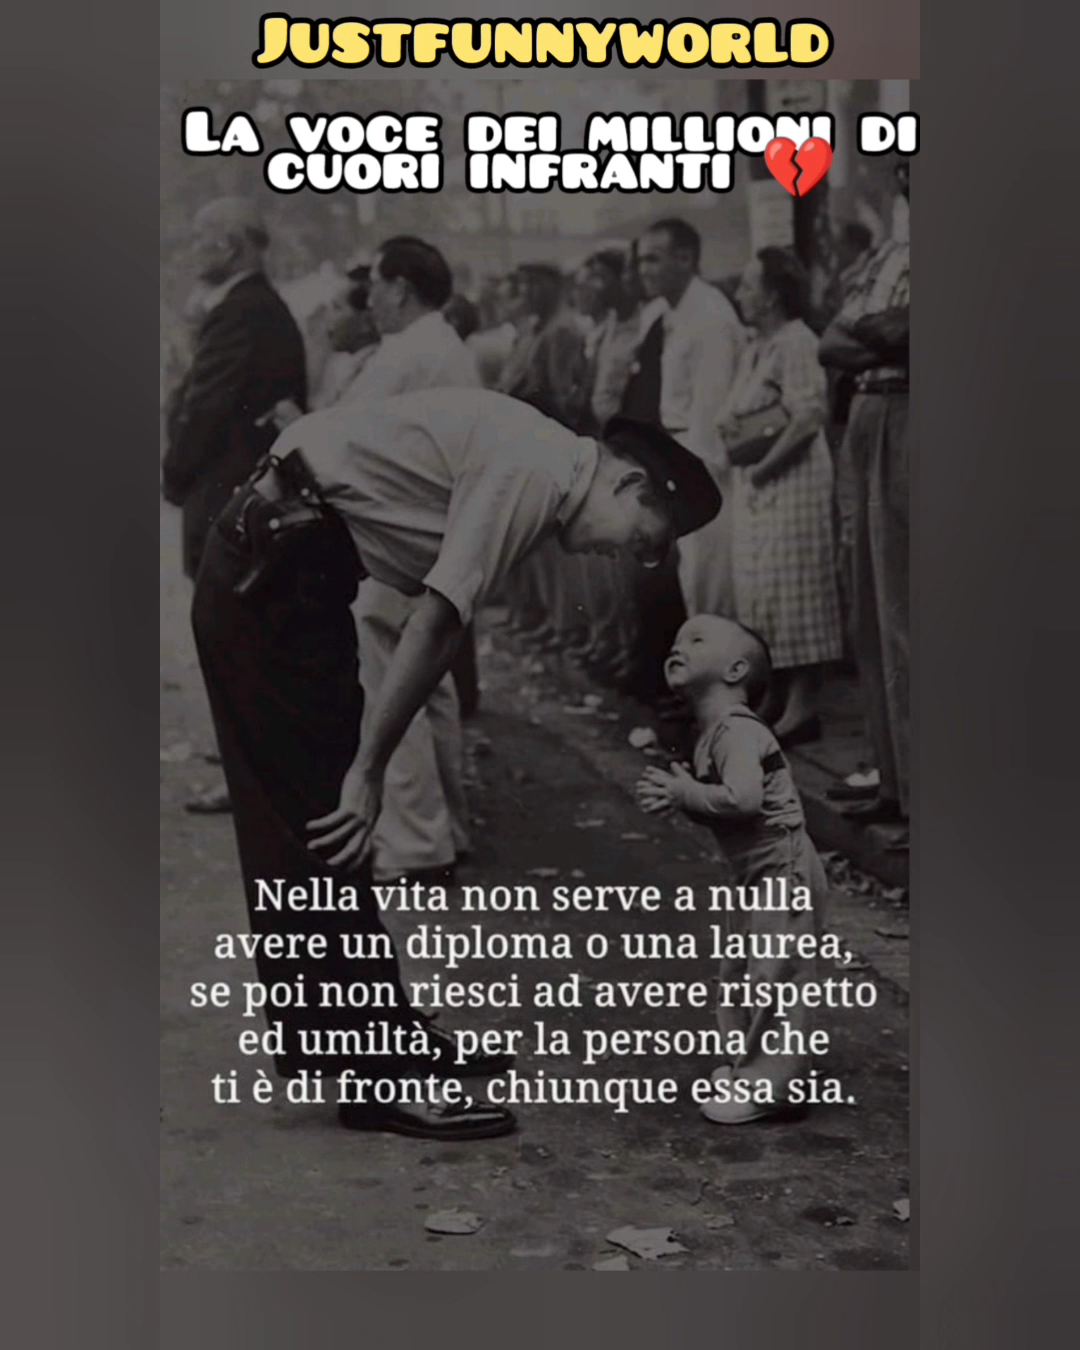 JUSTFUNNYWORLD
LA VOCE DEI MILLIONI DI
CUORI INFRANTI 💔
Nella vita non serve a nulla
avere un diploma o una laurea,
se poi non riesci ad avere rispetto
ed umiltà, per la persona che
ti è di fronte, chiunque essa sia.